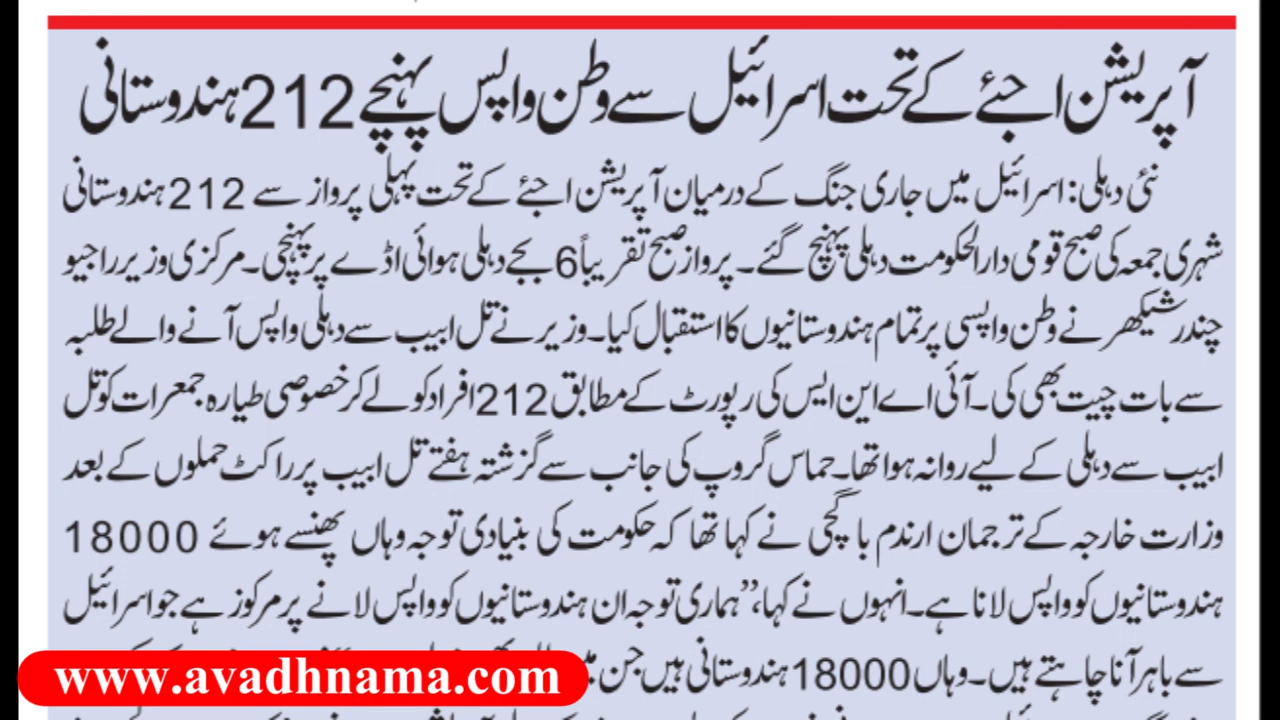 آپریشن اجئے کے تحت اسرائیل سے وطن واپس پہنچے 212 ہندوستانی
نئی دہلی: اسرائیل میں جاری جنگ کے درمیان آپریشن اجئے کے تحت پہلی پرواز سے 212 ہندوستانی
شہری جمعہ کی صبح قومی دارالحکومت دہلی پہنچ گئے۔ پرواز صبح تقریباً 6 بجے دہلی ہوائی اڈے پر پہنچی۔ مرکزی وزیر راجیو
چندر شیکھر نے وطن واپسی پر تمام ہندوستانیوں کا استقبال کیا۔ وزیر نے تل ابیب سے دہلی واپس آنے والے طلبہ
سے بات چیت بھی کی۔ آئی اے این ایس کی رپورٹ کے مطابق 212 افراد کو لے کر خصوصی طیارہ جمعرات کو تل
ابیب سے دہلی کے لیے روانہ ہوا تھا۔ حماس گروپ کی جانب سے گزشتہ ہفتے تل ابیب پر راکٹ حملوں کے بعد
وزارت خارجہ کے ترجمان ارندم باگچی نے کہا تھا کہ حکومت کی بنیادی توجہ وہاں پھنسے ہوئے 18000
ہندوستانیوں کو واپس لانا ہے۔ انہوں نے کہا، ”ہماری توجہ ان ہندوستانیوں کو واپس لانے پر مرکوز ہے جو اسرائیل
سے باہر آنا چاہتے ہیں۔ وہاں 18000 ہندوستانی ہیں جن
www.avadhnama.com